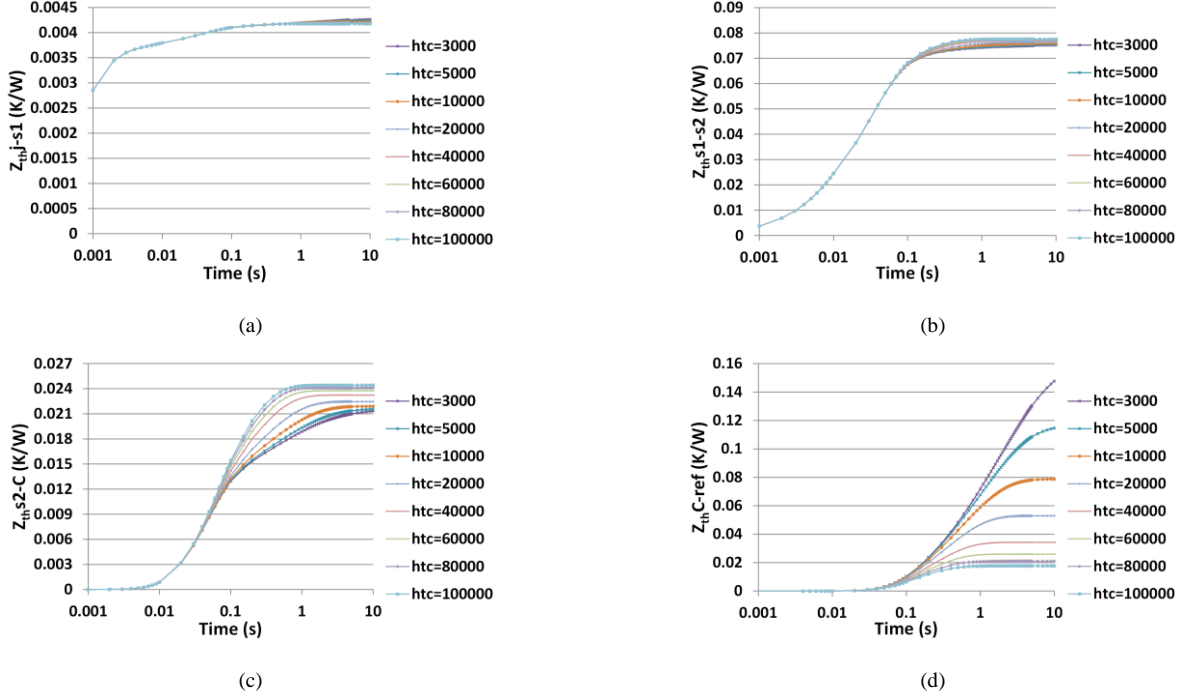 0.0045
0.004
0.0035
0.003
0.0025
0.002
0.0015
0.001
0.0005
0
Zthj-s1 (K/W)
0.001 0.01 0.1 1 10
Time (s)
htc=3000
htc=5000
htc=10000
htc=20000
htc=40000
htc=60000
htc=80000
htc=100000
(a)
0.09
0.08
0.07
0.06
0.05
0.04
0.03
0.02
0.01
0
Zths1-s2 (K/W)
0.001 0.01 0.1 1 10
Time (s)
htc=3000
htc=5000
htc=10000
htc=20000
htc=40000
htc=60000
htc=80000
htc=100000
(b)
0.027
0.024
0.021
0.018
0.015
0.012
0.009
0.006
0.003
0
Zths2-C (K/W)
0.001 0.01 0.1 1 10
Time (s)
htc=3000
htc=5000
htc=10000
htc=20000
htc=40000
htc=60000
htc=80000
htc=100000
(c)
0.16
0.14
0.12
0.1
0.08
0.06
0.04
0.02
0.00
ZthC-ref (K/W)
0.001 0.01 0.1 1 10
Time (s)
htc=3000
htc=5000
htc=10000
htc=20000
htc=40000
htc=60000
htc=80000
htc=100000
(d)